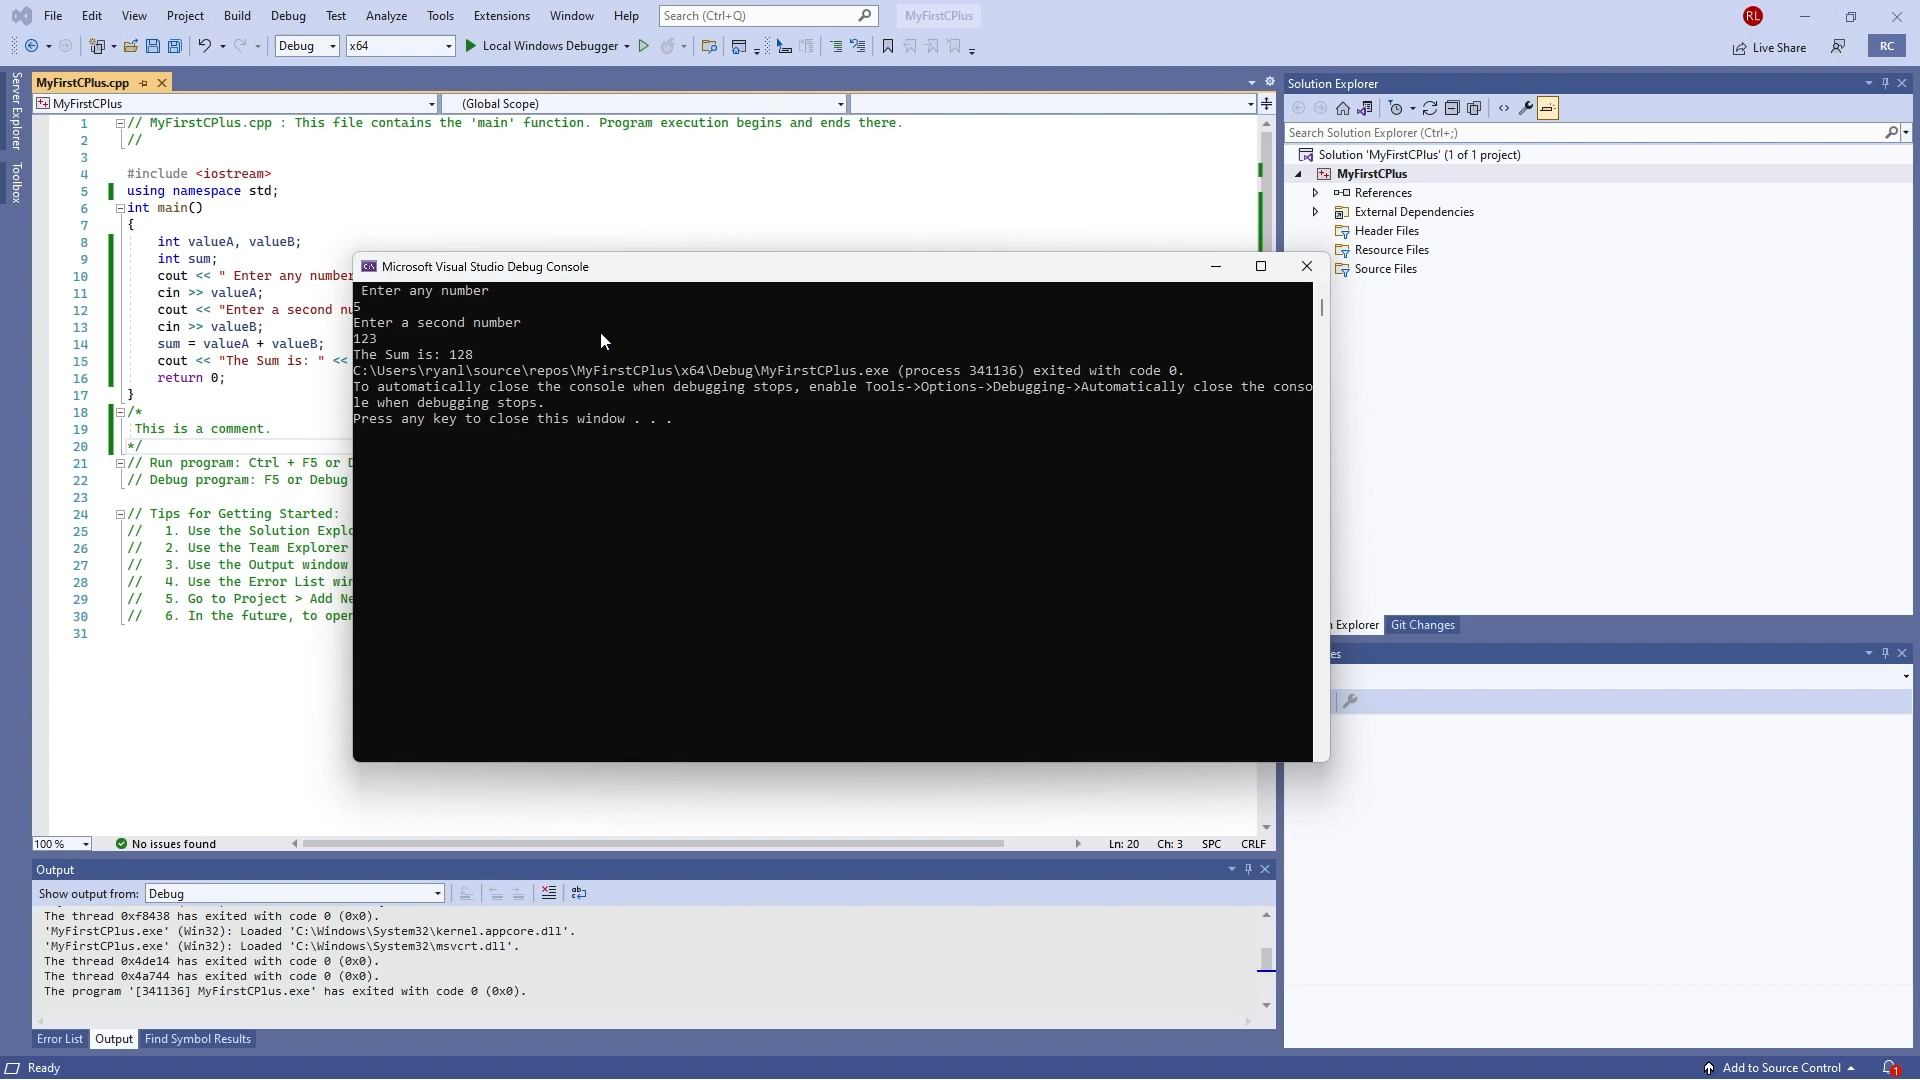 File Edit View Project Build Debug Test Analyze Tools Extensions Window Help Search (Ctrl+Q) MyFirstCPlus RL
Debug x64 Local Windows Debugger Live Share RC
Server Explorer
Toolbox
MyFirstCPlus.cpp
MyFirstCPlus (Global Scope)
1 // MyFirstCPlus.cpp : This file contains the 'main' function. Program execution begins and ends there.
2 //
3
4 #include <iostream>
5 using namespace std;
6 int main()
7 {
8 int valueA, valueB;
9 int sum;
10 cout << " Enter any number
11 cin >> valueA;
12 cout << "Enter a second nu
13 cin >> valueB;
14 sum = valueA + valueB;
15 cout << "The Sum is: " <<
16 return 0;
17 }
18 /*
19 This is a comment.
20 */
21 // Run program: Ctrl + F5 or D
22 // Debug program: F5 or Debug
23
24 // Tips for Getting Started:
25 // 1. Use the Solution Explo
26 // 2. Use the Team Explorer
27 // 3. Use the Output window
28 // 4. Use the Error List win
29 // 5. Go to Project > Add Ne
30 // 6. In the future, to open
31
Microsoft Visual Studio Debug Console
Enter any number
5
Enter a second number
123
The Sum is: 128
C:\Users\ryanl\source\repos\MyFirstCPlus\x64\Debug\MyFirstCPlus.exe (process 341136) exited with code 0.
To automatically close the console when debugging stops, enable Tools->Options->Debugging->Automatically close the conso
le when debugging stops.
Press any key to close this window . . .
100 % No issues found Ln: 20 Ch: 3 SPC CRLF
Solution Explorer
Search Solution Explorer (Ctrl+;)
Solution 'MyFirstCPlus' (1 of 1 project)
MyFirstCPlus
References
External Dependencies
Header Files
Resource Files
Source Files
n Explorer Git Changes
es
Output
Show output from: Debug
The thread 0xf8438 has exited with code 0 (0x0).
'MyFirstCPlus.exe' (Win32): Loaded 'C:\Windows\System32\kernel.appcore.dll'.
'MyFirstCPlus.exe' (Win32): Loaded 'C:\Windows\System32\msvcrt.dll'.
The thread 0x4de14 has exited with code 0 (0x0).
The thread 0x4a744 has exited with code 0 (0x0).
The program '[341136] MyFirstCPlus.exe' has exited with code 0 (0x0).
Error List Output Find Symbol Results
Ready Add to Source Control 1